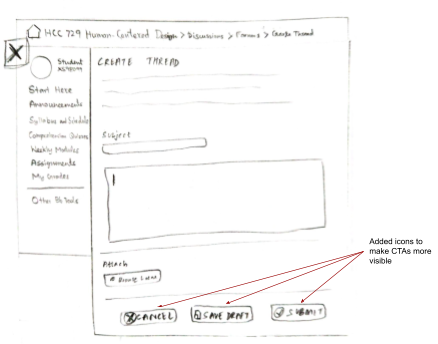 HCC 729 Human-Centered Design > Discussions > Forums > Create Thread
X
Student
CREATE THREAD
Start Here
Announcements
Syllabus and Schedule
Comprehension Quizzes
Weekly Modules
Assignments
My Grades
Other Bb Tools
Subject
Attach
Browse Local
CANCEL
SAVE DRAFT
SUBMIT
Added icons to
make CTAs more
visible